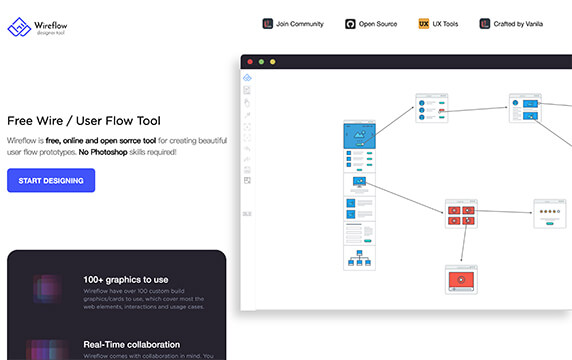 Wireflow
designer tool
Join Community
Open Source
UX
UX Tools
Crafted by Vanila
Free Wire / User Flow Tool
Wireflow is free, online and open sorrce tool for creating beautiful
user flow prototypes. No Photoshop skills required!
START DESIGNING
100+ graphics to use
Wireflow have over 100 custom build
graphics/cards to use, which cover most the
web elements, interactions and usage cases.
Real-Time collaboration
Wireflow comes with collaboration in mind. You